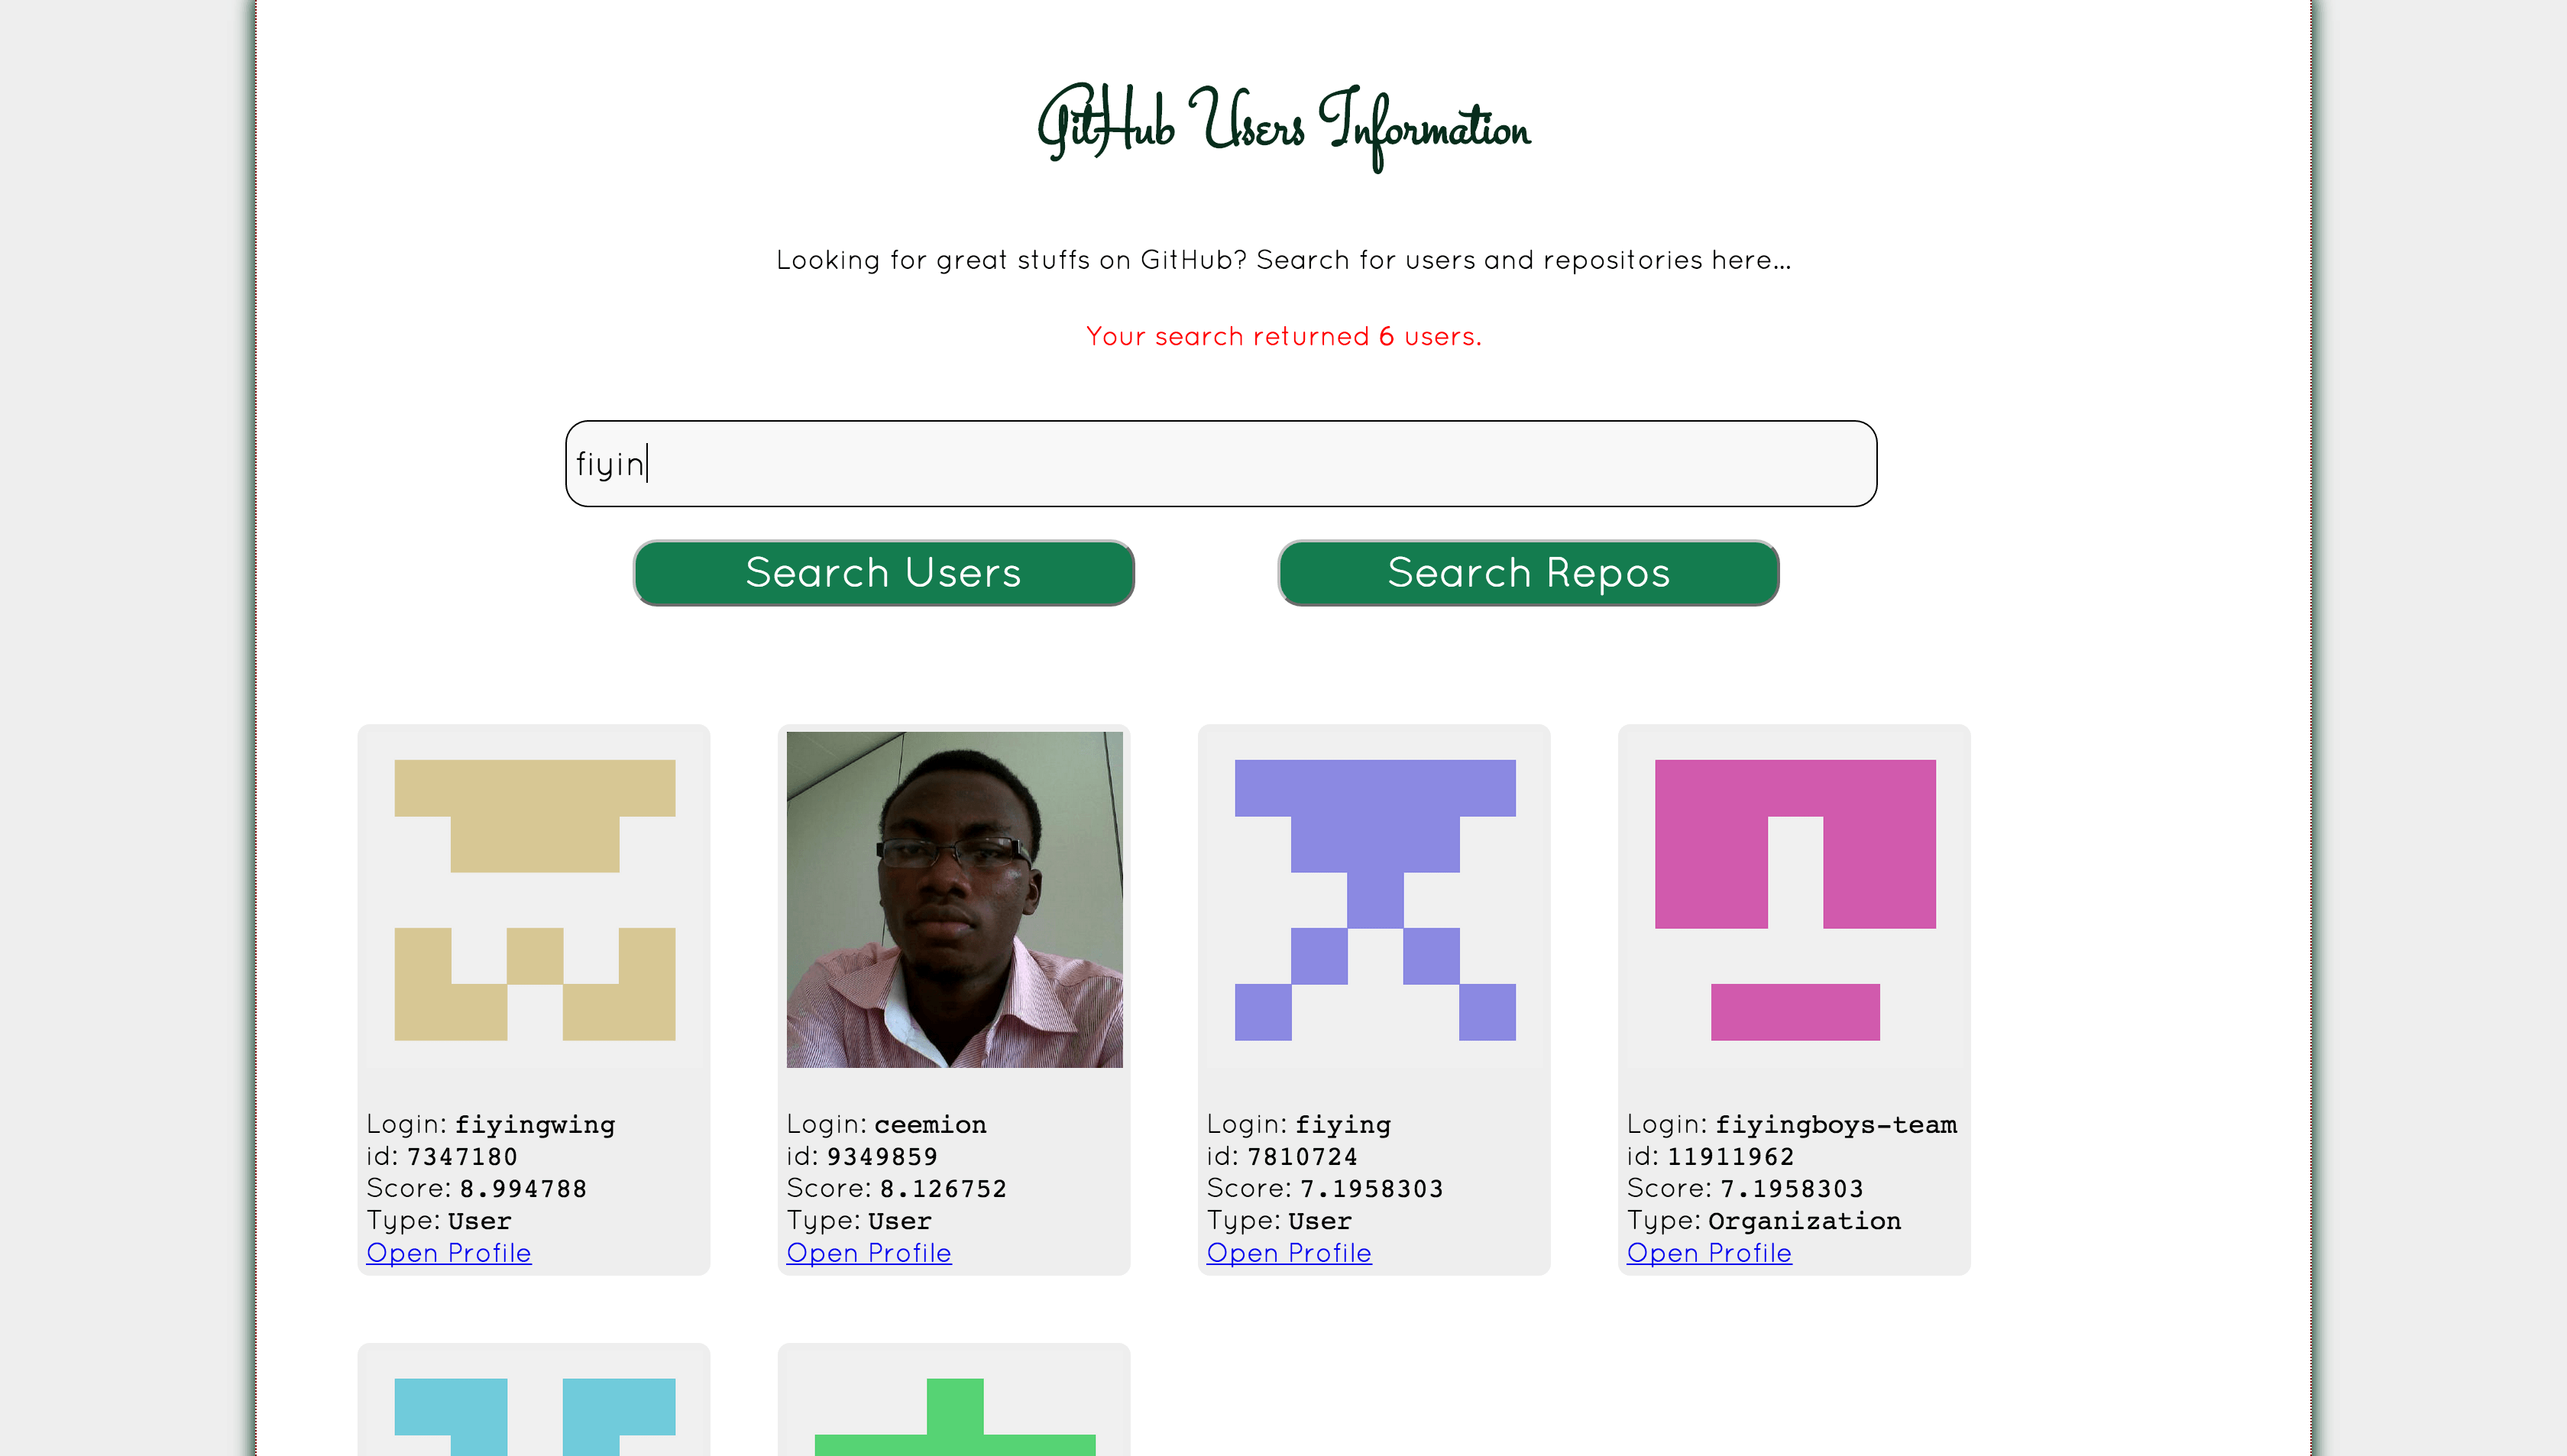 GitHub Users Information
Looking for great stuffs on GitHub? Search for users and repositories here...
Your search returned 6 users.
fiyin
Search Users
Search Repos
Login: fiyingwing
id: 7347180
Score: 8.994788
Type: User
Open Profile
Login: ceemion
id: 9349859
Score: 8.126752
Type: User
Open Profile
Login: fiying
id: 7810724
Score: 7.1958303
Type: User
Open Profile
Login: fiyingboys-team
id: 11911962
Score: 7.1958303
Type: Organization
Open Profile